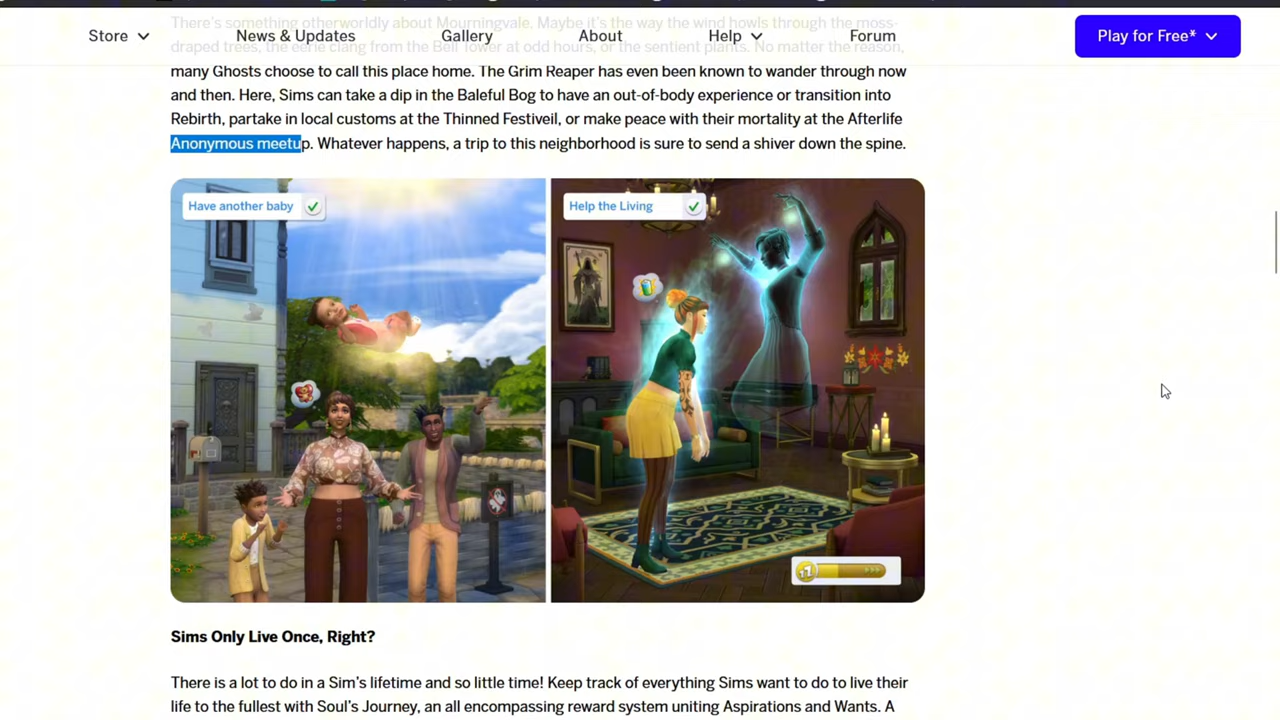 There's something otherworldly about Mourningvale. Maybe it's the way the wind howls through the moss-
Store News & Updates Gallery About Help Forum Play for Free*
draped trees, the eerie clang from the Bell Tower at odd hours, or the sentient plants. No matter the reason,
many Ghosts choose to call this place home. The Grim Reaper has even been known to wander through now
and then. Here, Sims can take a dip in the Baleful Bog to have an out-of-body experience or transition into
Rebirth, partake in local customs at the Thinned Festiveil, or make peace with their mortality at the Afterlife
Anonymous meetup. Whatever happens, a trip to this neighborhood is sure to send a shiver down the spine.
Have another baby
Help the Living
+1
Sims Only Live Once, Right?
There is a lot to do in a Sim's lifetime and so little time! Keep track of everything Sims want to do to live their
life to the fullest with Soul's Journey, an all encompassing reward system uniting Aspirations and Wants. A